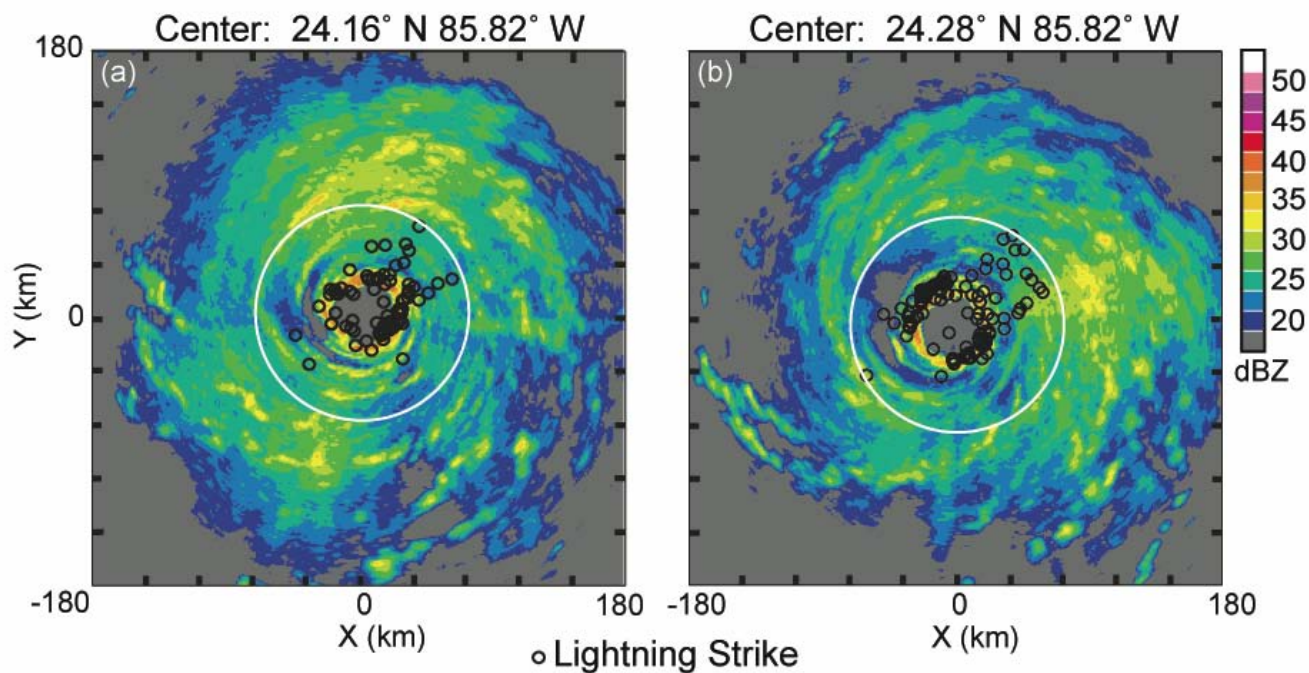 Center: 24.16° N 85.82° W
Center: 24.28° N 85.82° W
180
(a)
(b)
50
45
40
35
30
25
20
dBZ
Y (km)
0
-180
0
180
-180
0
180
X (km)
X (km)
Lightning Strike